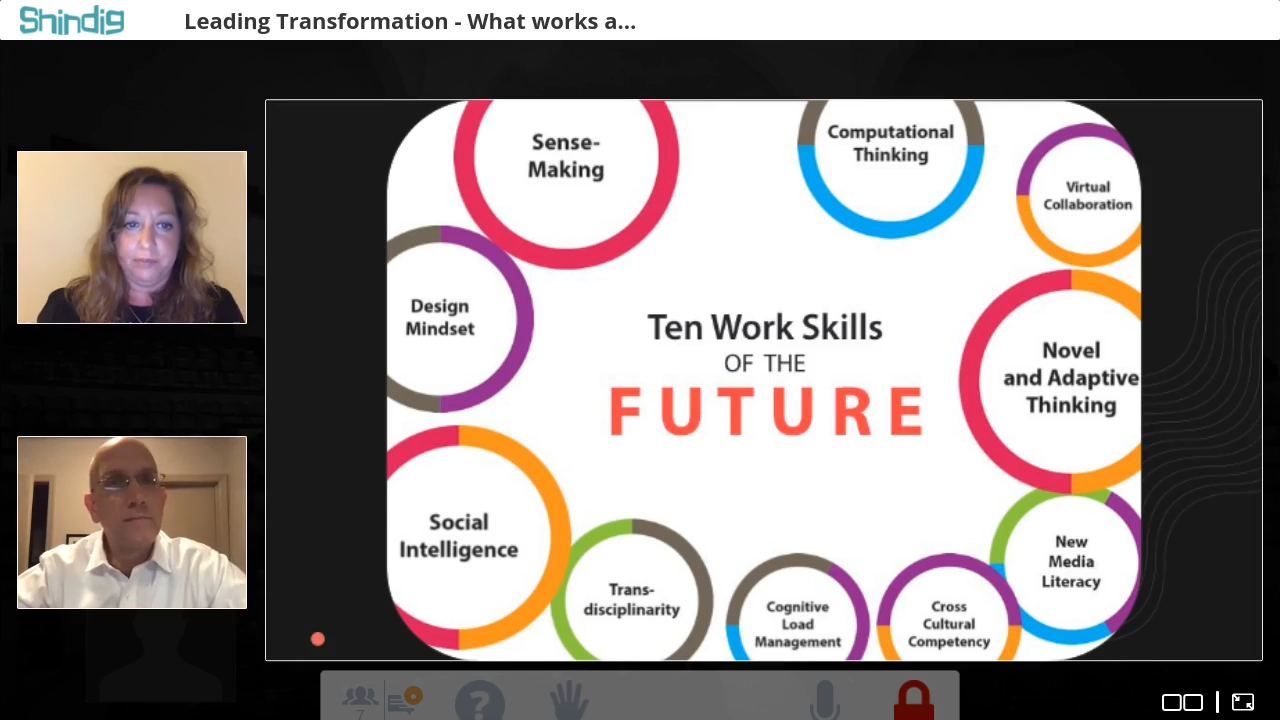 Shindig
Leading Transformation - What works a...
Sense-
Making
Computational
Thinking
Virtual
Collaboration
Design
Mindset
Ten Work Skills
OF THE
FUTURE
Novel
and Adaptive
Thinking
Social
Intelligence
Trans-
disciplinarity
Cognitive
Load
Management
Cross
Cultural
Competency
New
Media
Literacy
7
?